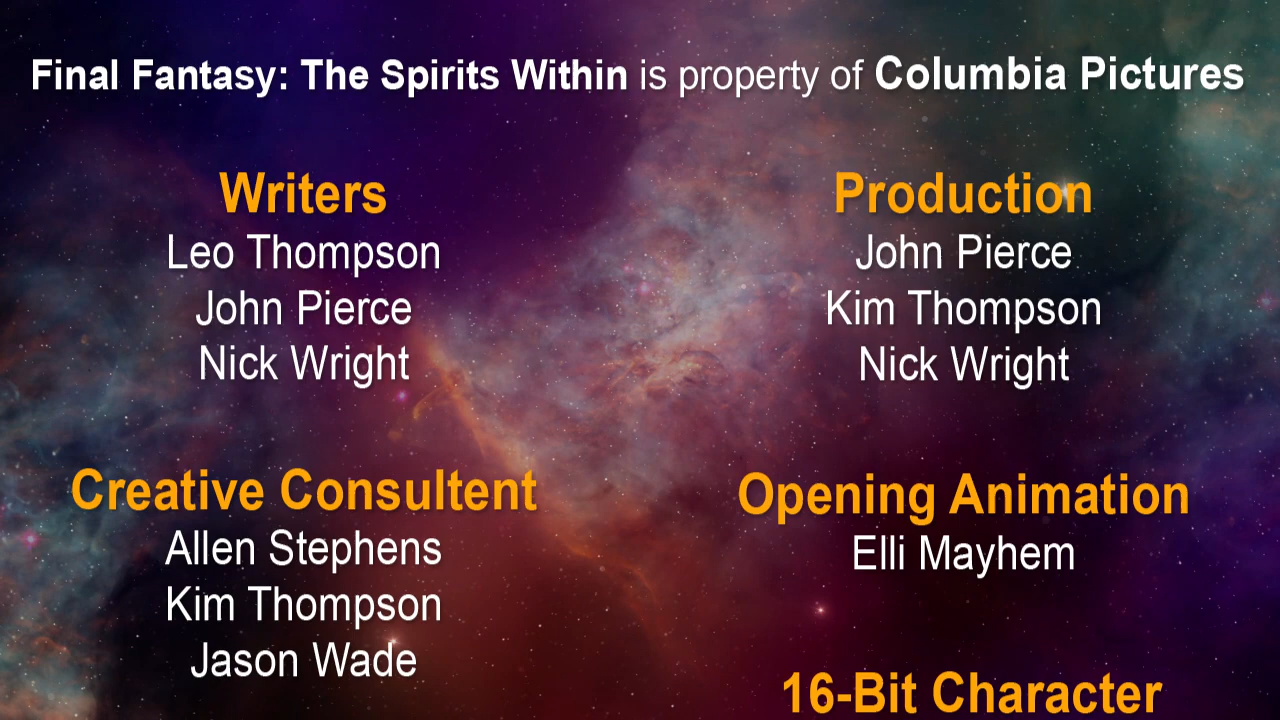 Final Fantasy: The Spirits Within is property of Columbia Pictures
Writers
Leo Thompson
John Pierce
Nick Wright
Creative Consultent
Allen Stephens
Kim Thompson
Jason Wade
Production
John Pierce
Kim Thompson
Nick Wright
Opening Animation
Elli Mayhem
16-Bit Character